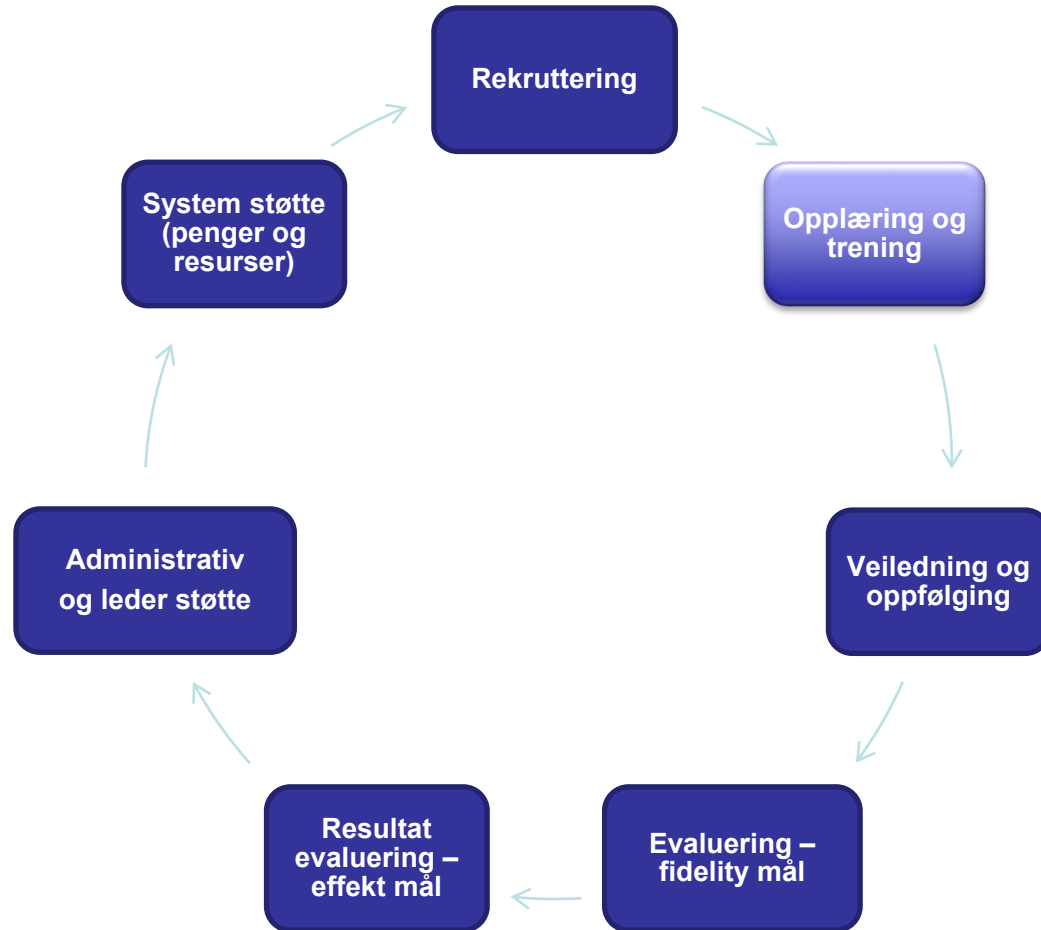 Rekruttering
Opplæring og
trening
Veiledning og
oppfølging
Evaluering –
fidelity mål
Resultat
evaluering –
effekt mål
Administrativ
og leder støtte
System støtte
(penger og
resurser)